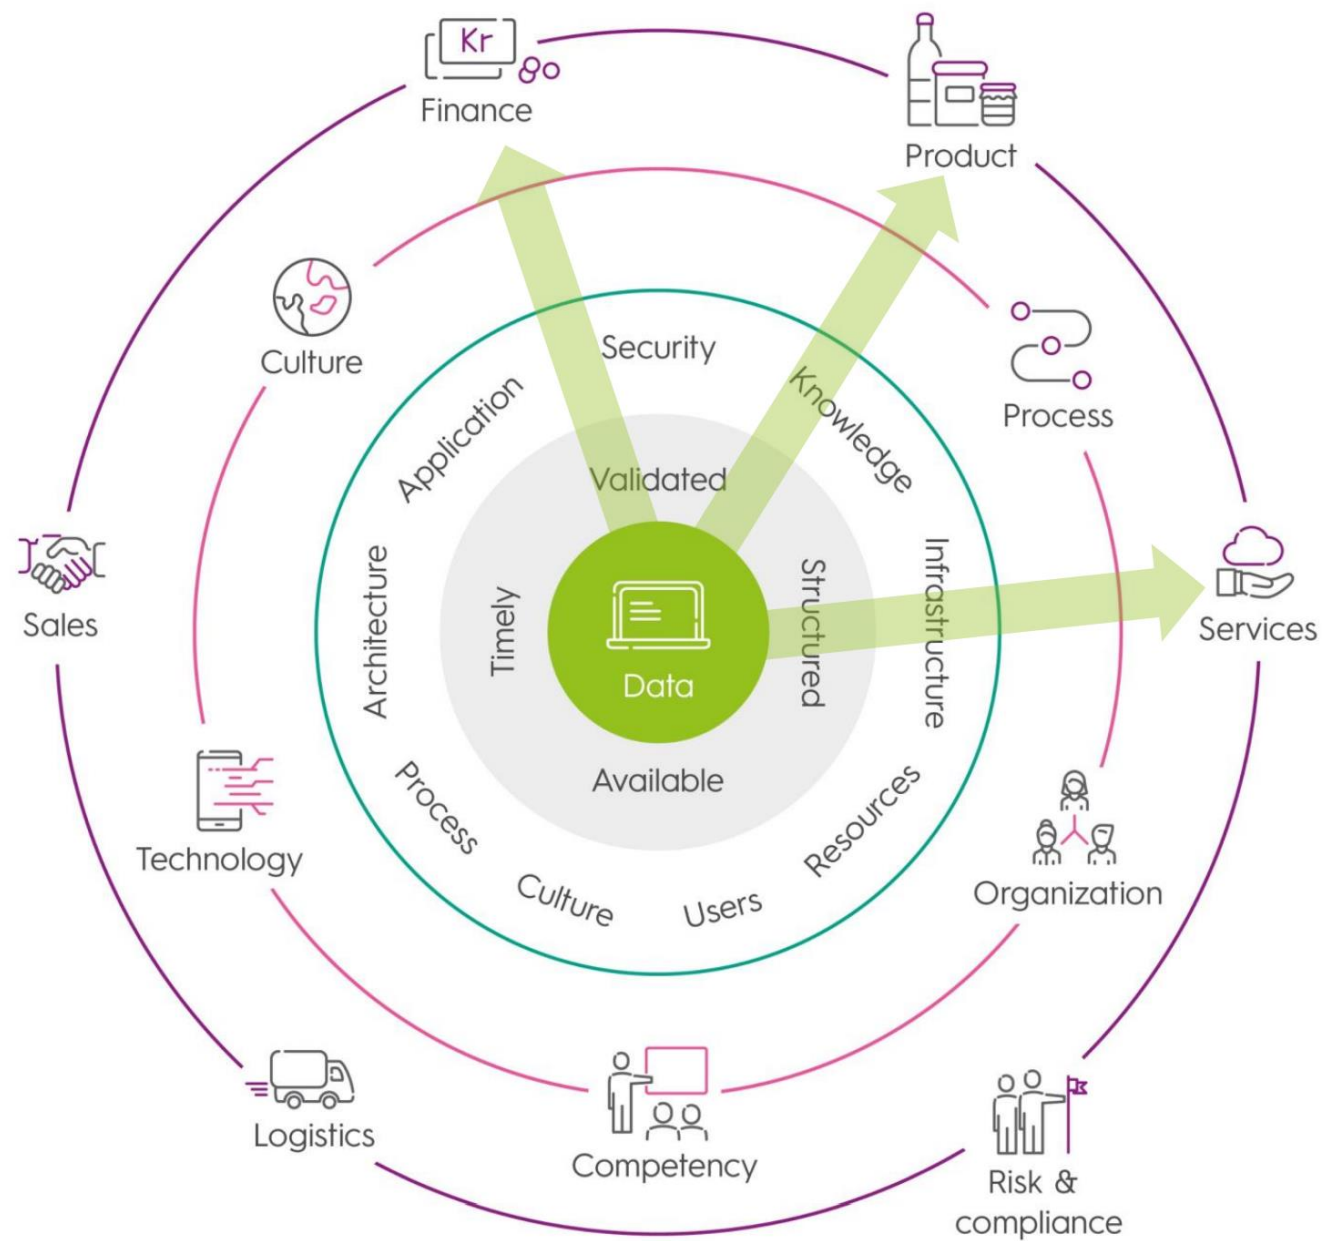 Kr
Finance
Product
Culture
Security
Application
Knowledge
Process
Validated
Architecture
Timely
Structured
Infrastructure
Sales
Services
Data
Available
Process
Resources
Technology
Culture
Users
Organization
Logistics
Competency
Risk &
compliance